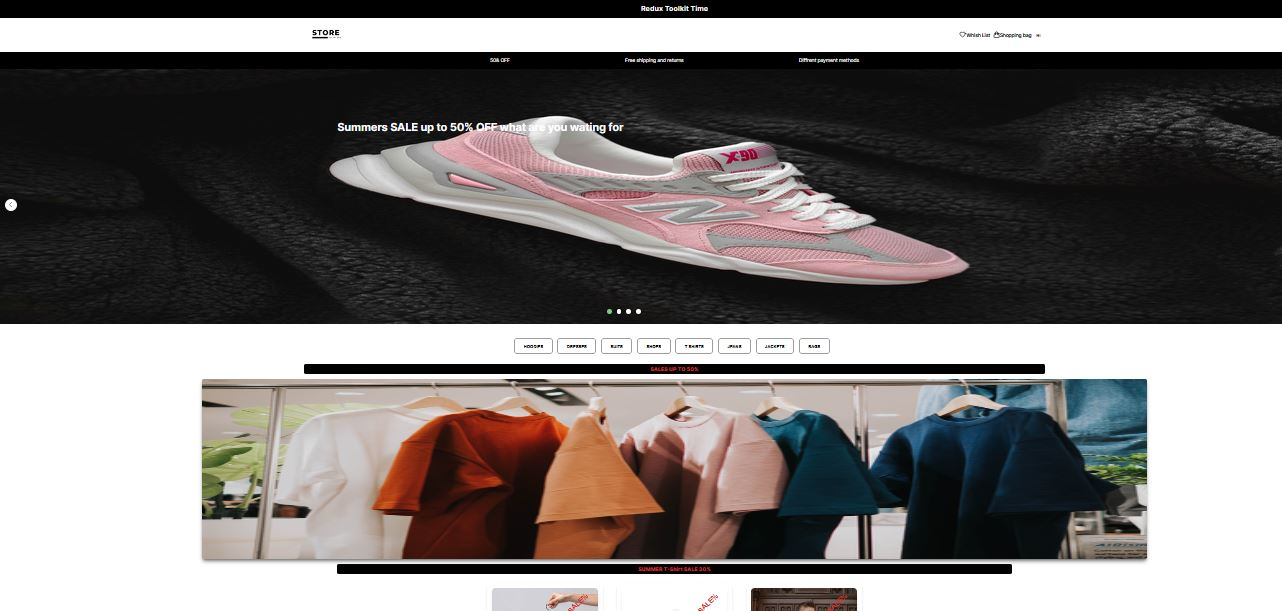 Redux Toolkit Time
STORE
Whish List
Shopping bag
50% OFF
Free shipping and returns
Diffrent payment methods
Summers SALE up to 50% OFF what are you wating for
X-90
HOODIES
DRESSES
SUITS
SHOES
T-SHIRTS
JEANS
JACKETS
BAGS
SALES UP TO 50%
SUMMER T-Shirt SALE 30%